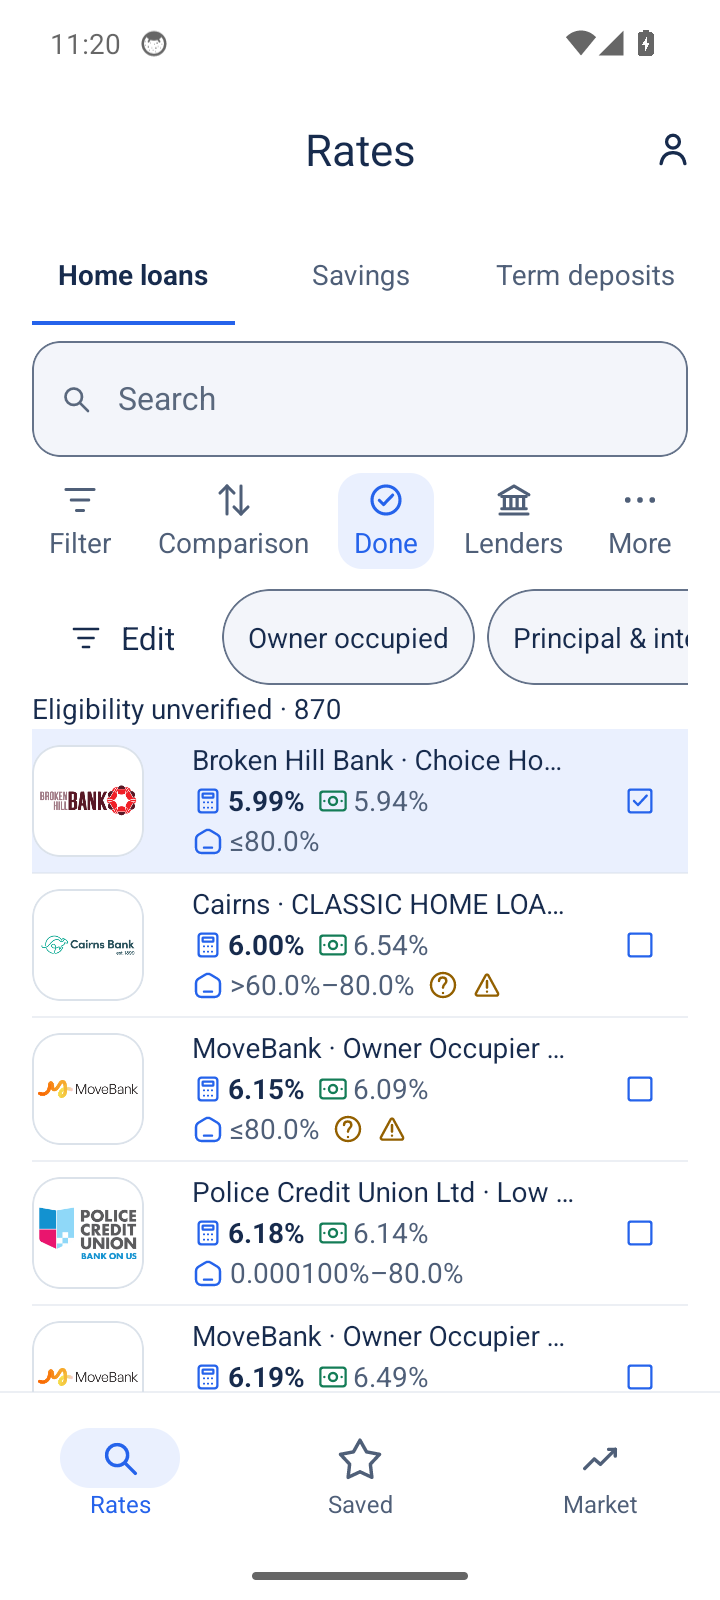 11:20
Rates
Home loans
Savings
Term deposits
Search
Filter
Comparison
Done
Lenders
More
Edit
Owner occupied
Principal & inte
Eligibility unverified · 870
BROKEN HILL BANK
Broken Hill Bank · Choice Ho...
5.99% 5.94%
≤80.0%
Cairns Bank
est. 1899
Cairns · CLASSIC HOME LOA...
6.00% 6.54%
>60.0%–80.0%
MoveBank
MoveBank · Owner Occupier ...
6.15% 6.09%
≤80.0%
POLICE
CREDIT
UNION
BANK ON US
Police Credit Union Ltd · Low ...
6.18% 6.14%
0.000100%–80.0%
MoveBank
MoveBank · Owner Occupier ...
6.19% 6.49%
Rates
Saved
Market